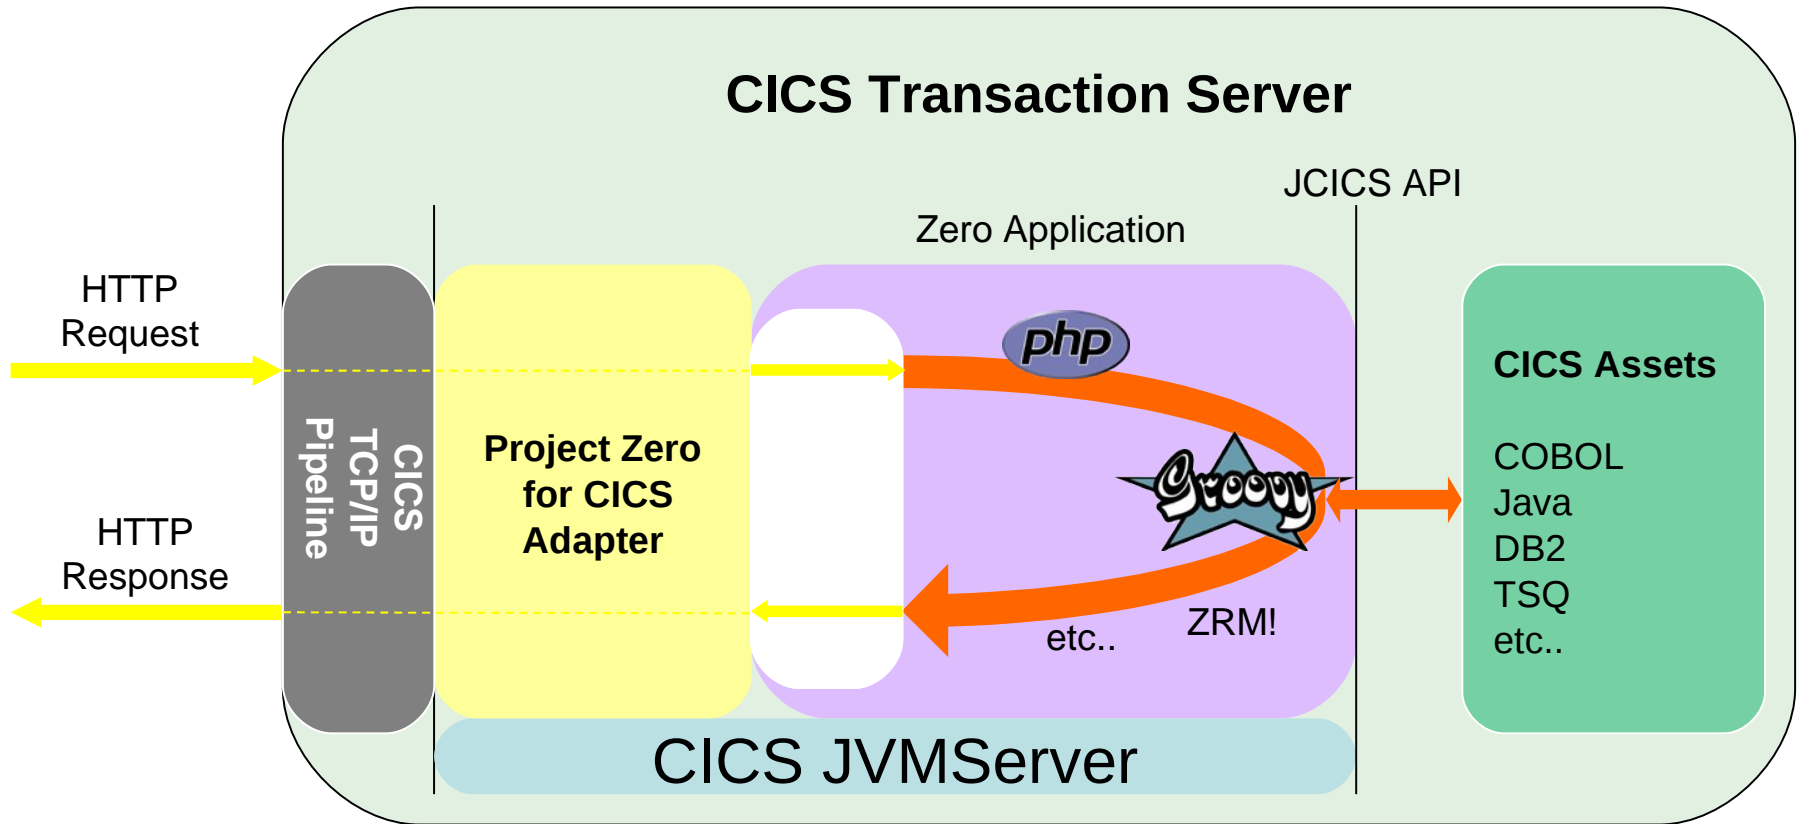 CICS Transaction Server
JCICS API
Zero Application
HTTP
Request
HTTP
Response
CICS
TCP/IP
Pipeline
Project Zero
for CICS
Adapter
php
Groovy
etc..
ZRM!
CICS Assets
COBOL
Java
DB2
TSQ
etc..
CICS JVMServer